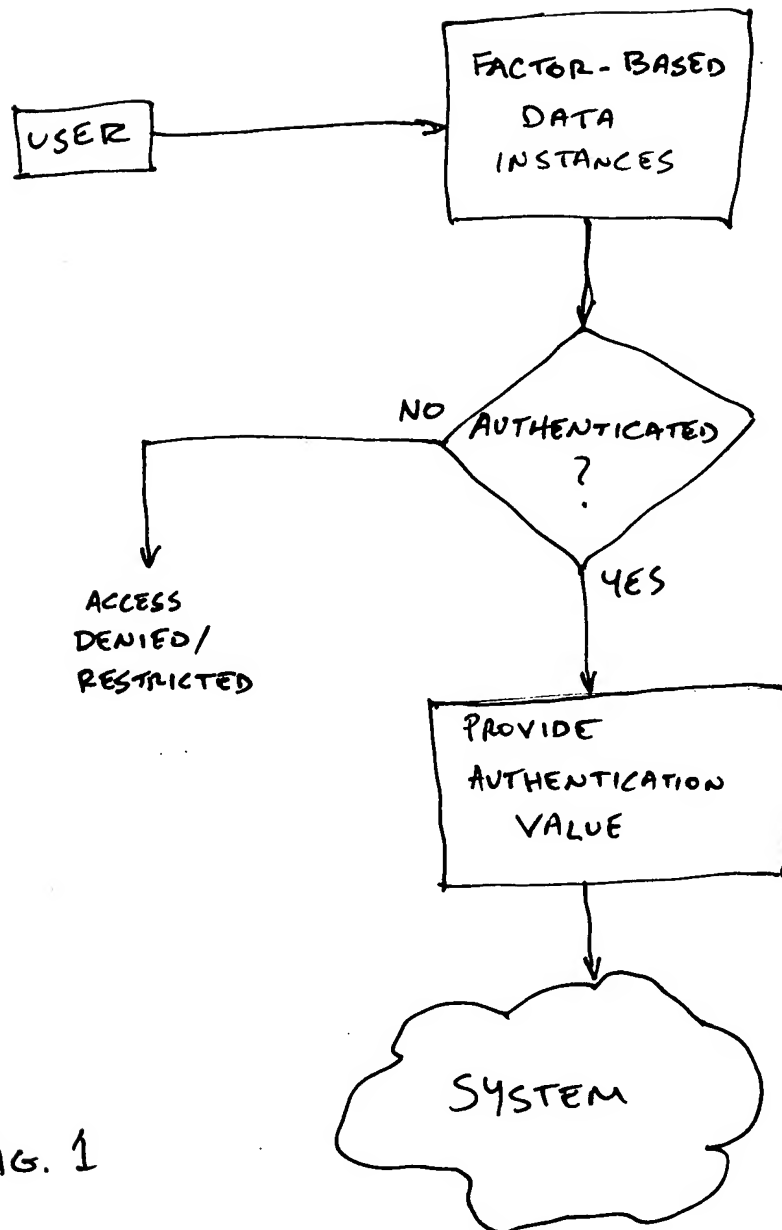 USER
FACTOR-BASED
DATA
INSTANCES
NO
AUTHENTICATED
?
YES
ACCESS
DENIED/
RESTRICTED
PROVIDE
AUTHENTICATION
VALUE
SYSTEM
IG. 1